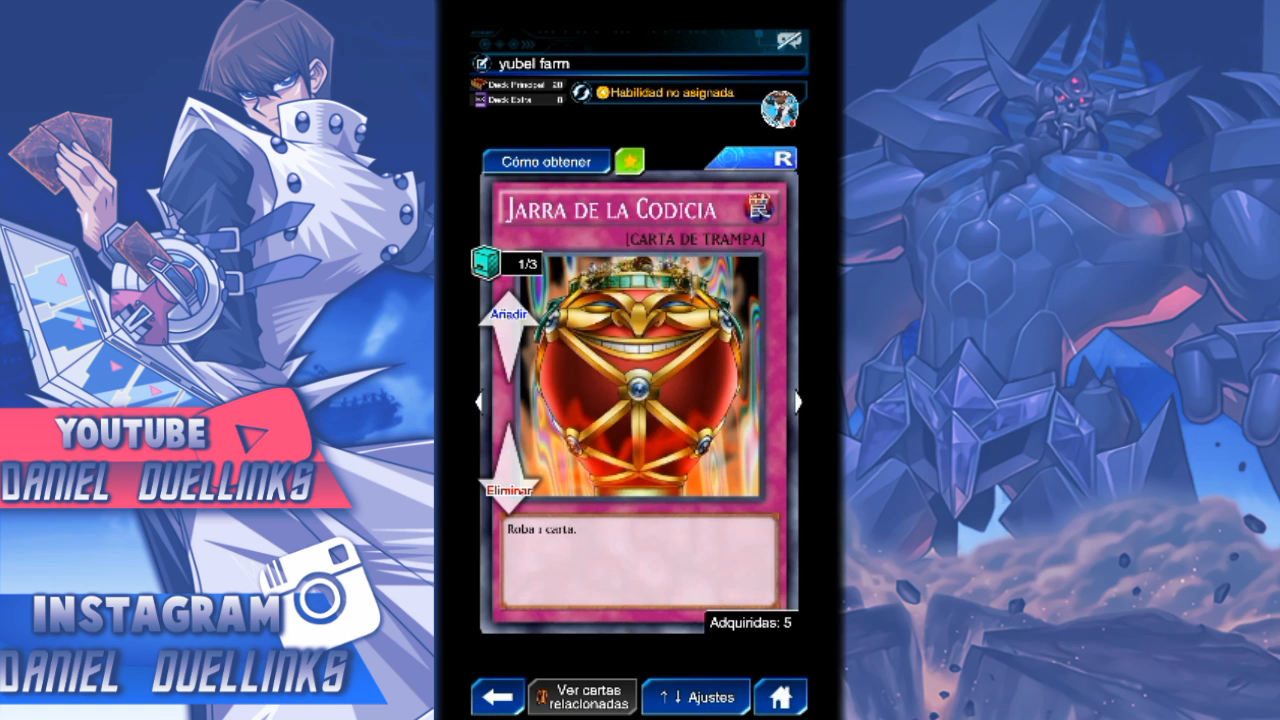 yubel farm
Deck Principal 20
Deck Extra 0
Habilidad no asignada
Cómo obtener
R
JARRA DE LA CODICIA
罠
[CARTA DE TRAMPA]
1/3
Añadir
Eliminar
Roba 1 carta.
Adquiridas: 5
Ver cartas
relacionadas
↑↓ Ajustes
YOUTUBE
DANIEL DUELLINKS
INSTAGRAM
DANIEL DUELLINKS